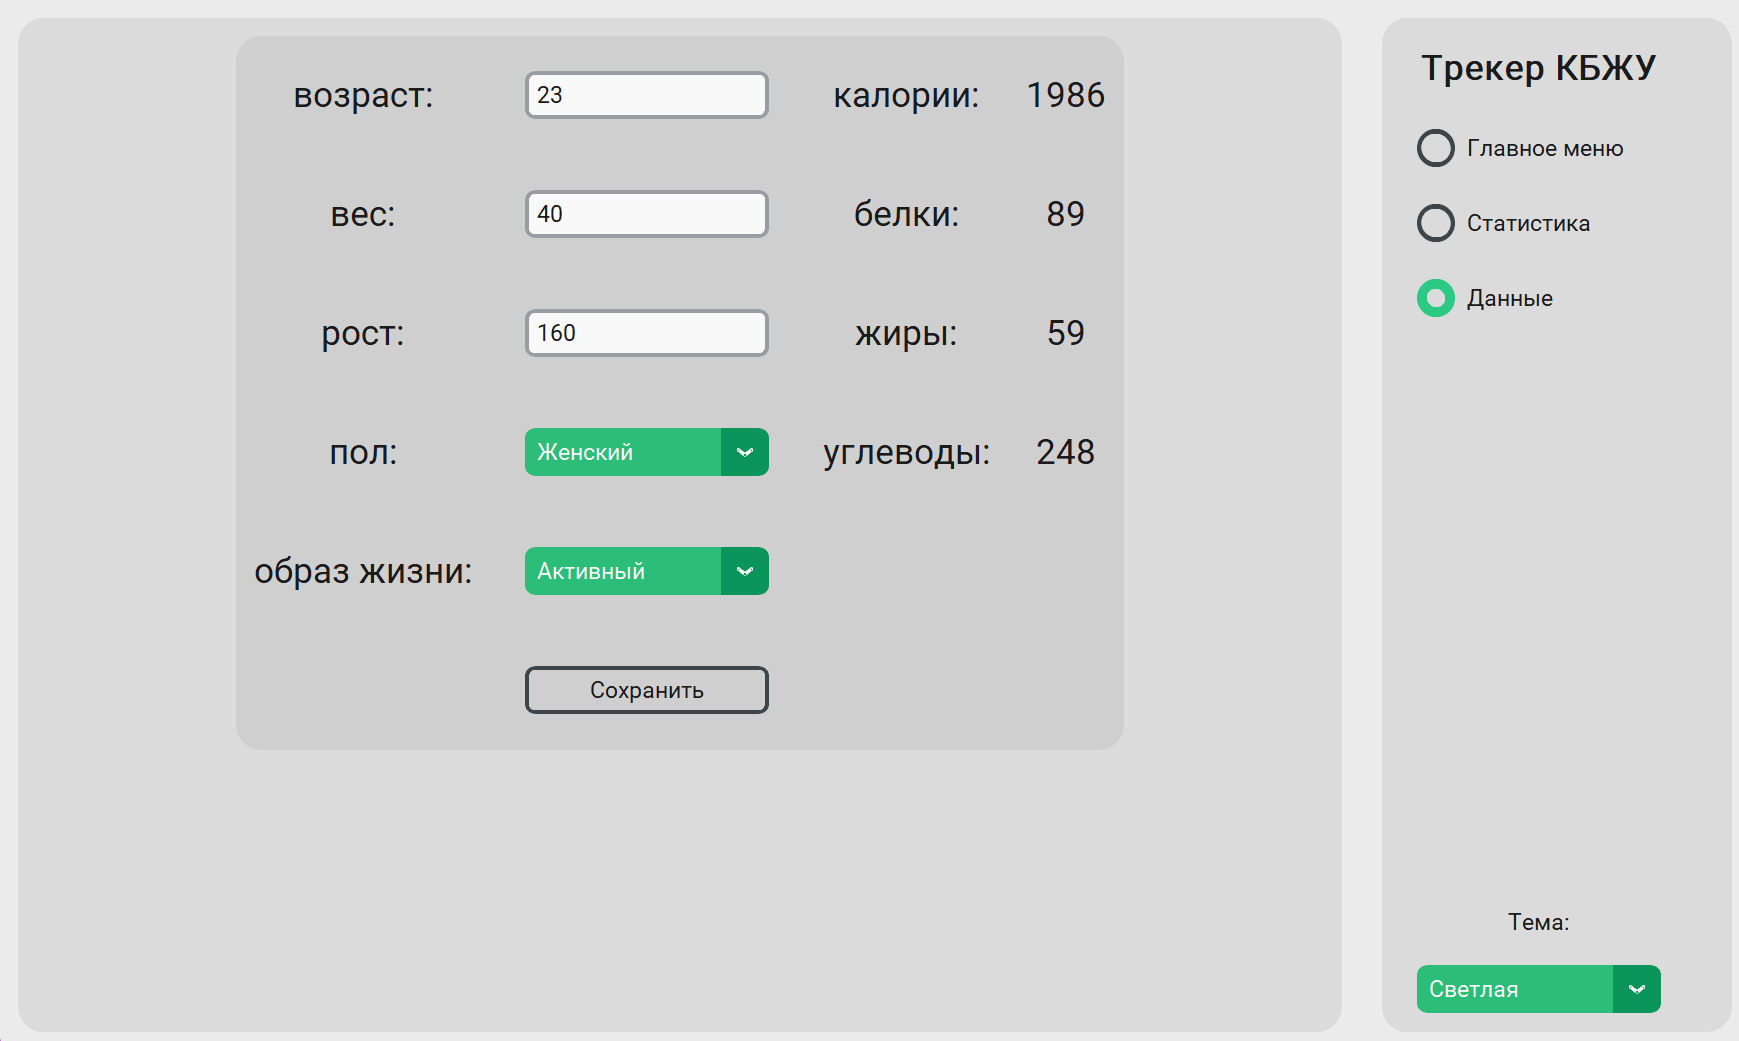 возраст: 23 калории: 1986
вес: 40 белки: 89
рост: 160 жиры: 59
пол: Женский углеводы: 248
образ жизни: Активный
Сохранить
Трекер КБЖУ
Главное меню
Статистика
Данные
Тема:
Светлая